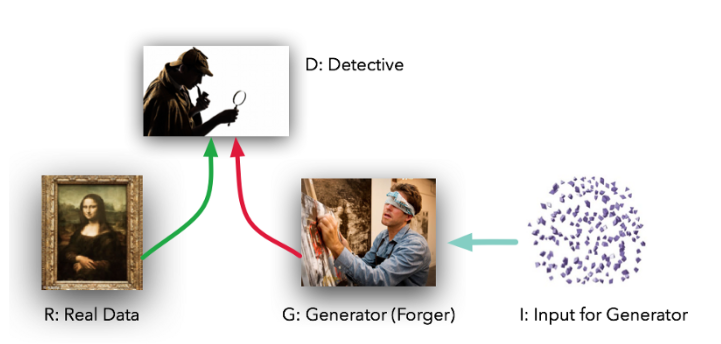 D: Detective
R: Real Data
G: Generator (Forger)
I: Input for Generator